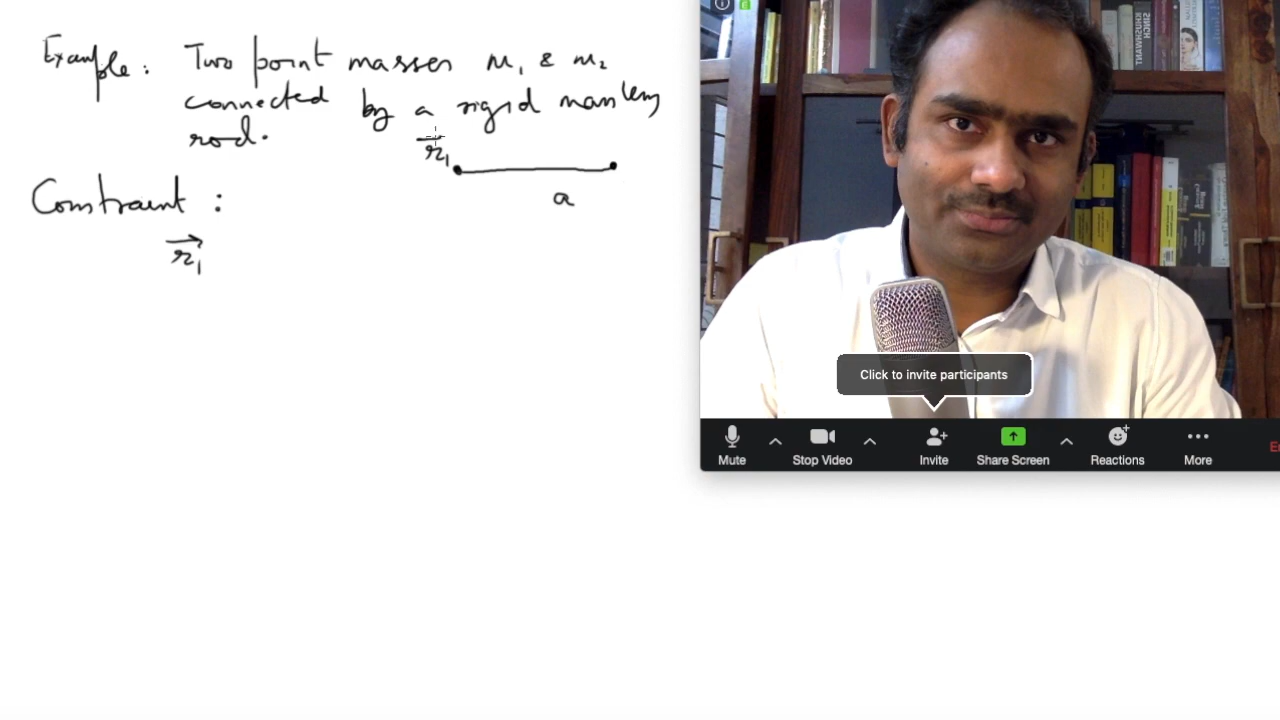 Example: Two point masses m₁ & m₂
connected by a rigid massless
rod.
r₁
a
Constraint :
r₁
Click to invite participants
Mute
Stop Video
Invite
Share Screen
Reactions
More